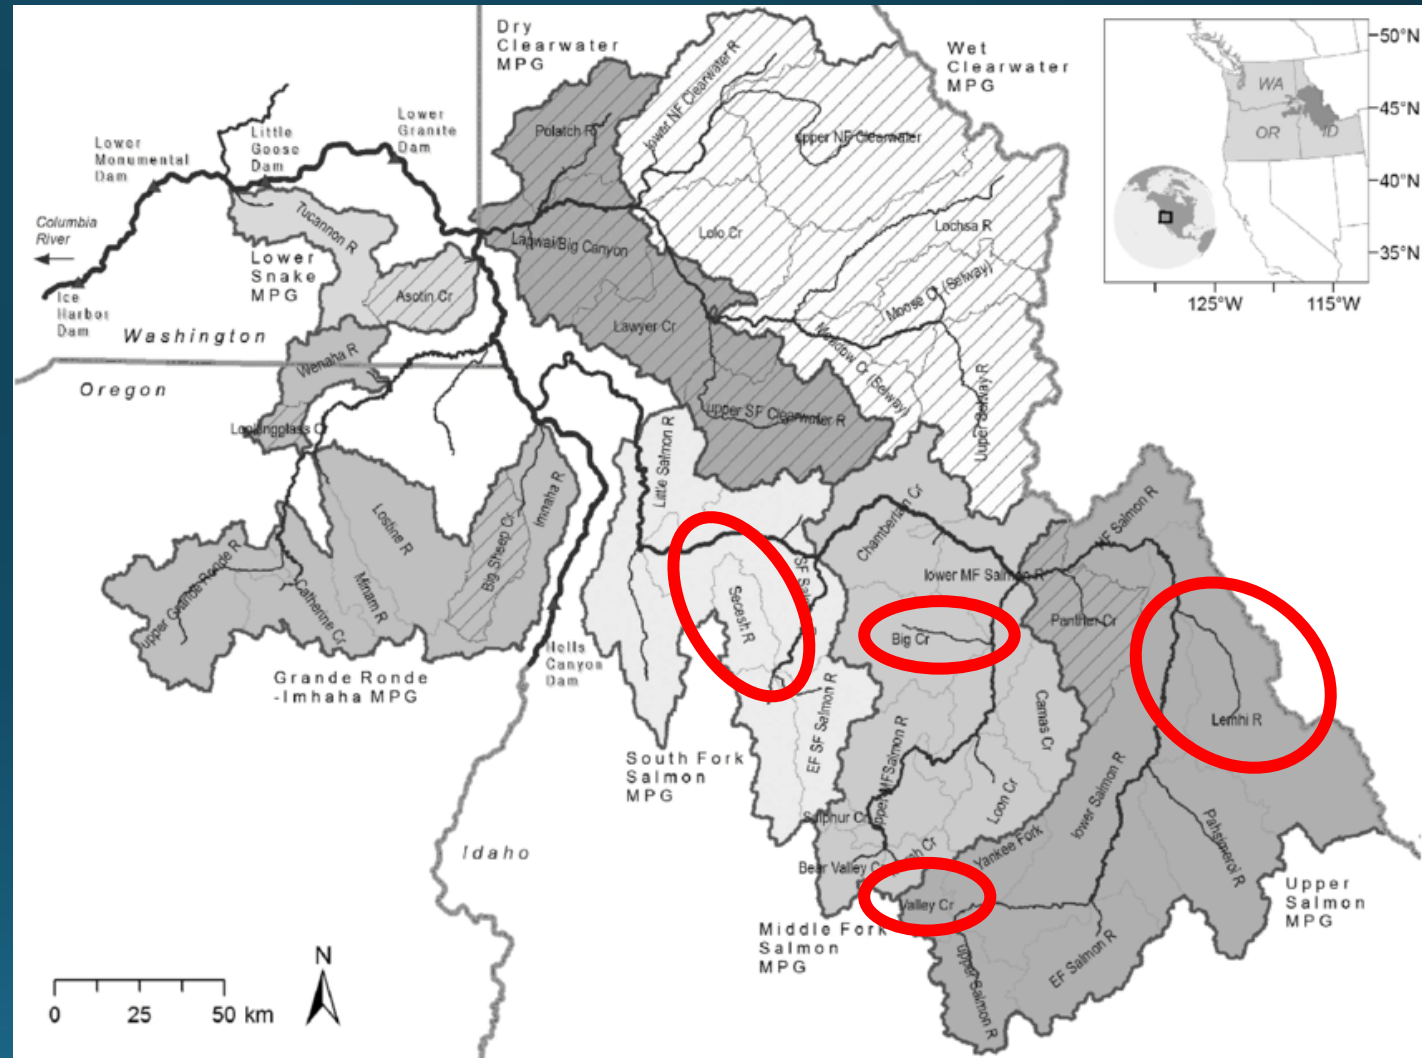 Dry
Clearwater
MPG
Wet
Clearwater
MPG
50°N
45°N
40°N
35°N
125°W
115°W
WA
OR
ID
Lower
Monumental
Dam
Little
Goose
Dam
Lower
Granite
Dam
Columbia
River
Ice
Harbor
Dam
Tucannon R
Lower
Snake
MPG
Asotin Cr
Washington
Oregon
Potlatch R
lower NF Clearwater R
upper NF Clearwater
Lolo Cr
Lochsa R
Lapwai/Big Canyon
Lawyer Cr
Moose Cr (Selway)
Meadow Cr (Selway)
Upper Selway R
upper SF Clearwater R
Wenaha R
Lookingglass Cr
Lostine R
Big Sheep Cr
Imnaha R
upper Grande Ronde R
Catherine Cr
Minam R
Grande Ronde
-Imhaha MPG
Hells
Canyon
Dam
Little Salmon R
Secesh R
EF SF Salmon R
South Fork
Salmon
MPG
Chamberlain Cr
lower MF Salmon R
Big Cr
Camas Cr
Loon Cr
upper MFSalmon R
Sulphur Cr
Bear Valley Cr
Valley Cr
Middle Fork
Salmon
MPG
NF Salmon R
Panther Cr
Lemhi R
lower Salmon R
Pahsimeroi R
Yankee Fork
EF Salmon R
upper Salmon R
Upper
Salmon
MPG
Idaho
N
0 25 50 km